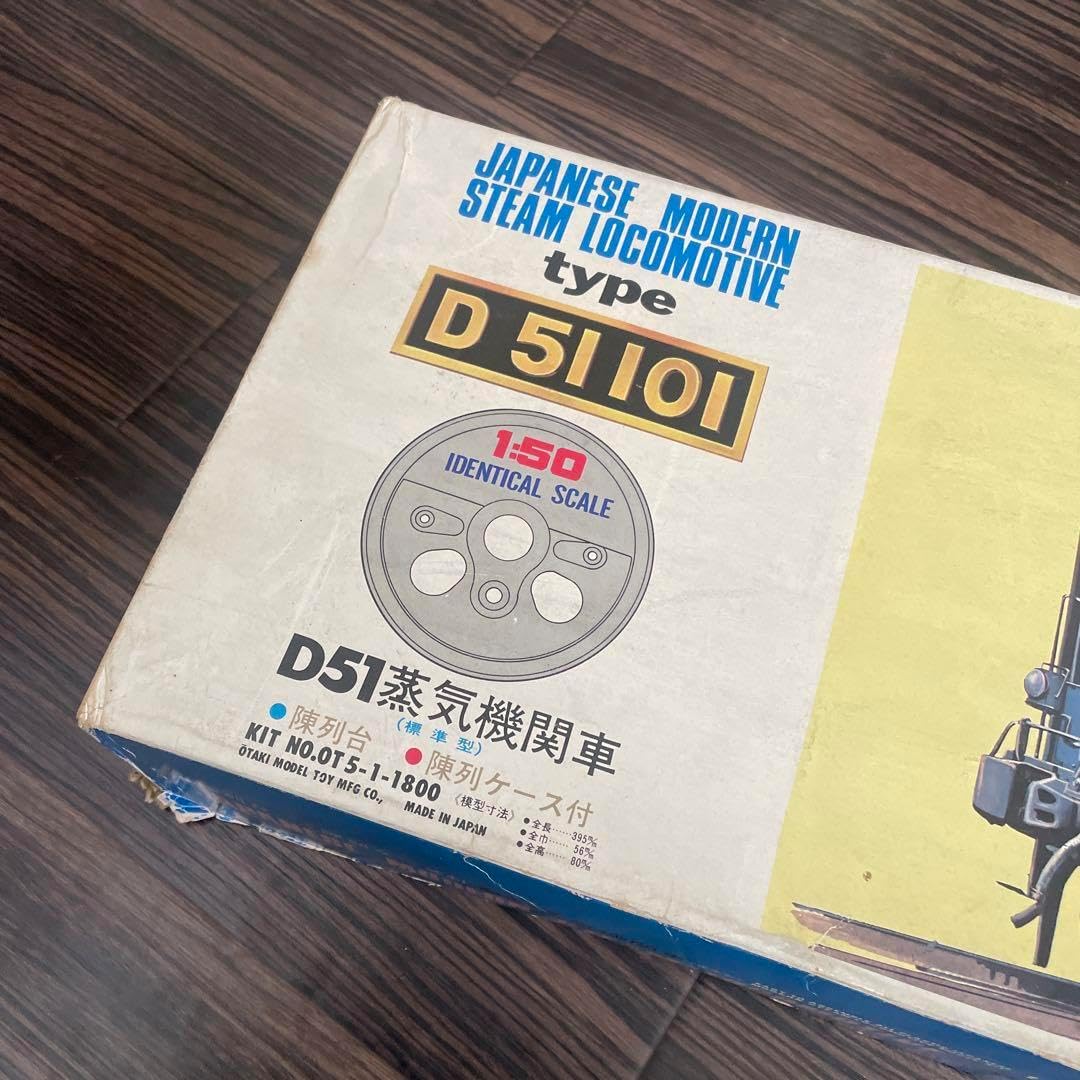 JAPANESE MODERN
STEAM LOCOMOTIVE
type
D 51 101
1:50
IDENTICAL SCALE
D51蒸気機関車
(標準型)
●陳列台 ●陳列ケース付
KIT NO.OT 5-1-1800
ŌTAKI MODEL TOY MFG CO., MADE IN JAPAN
〈模型寸法〉
●全長……395㎜
●全巾…… 56㎜
●全高…… 80㎜